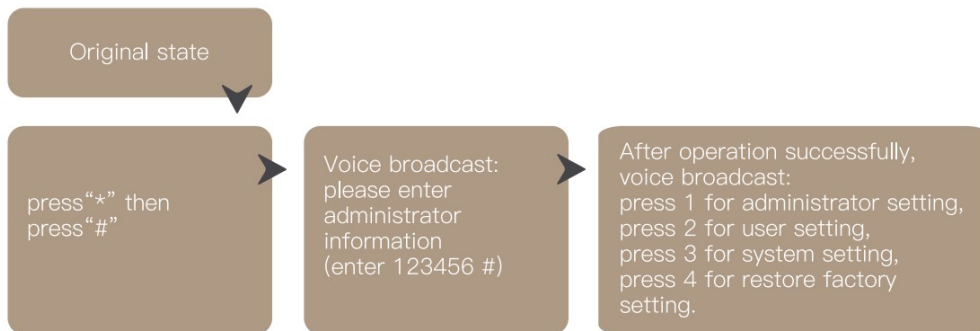 Original state
press“*” then
press“#”
Voice broadcast:
please enter
administrator
information
(enter 123456 #)
After operation successfully,
voice broadcast:
press 1 for administrator setting,
press 2 for user setting,
press 3 for system setting,
press 4 for restore factory
setting.